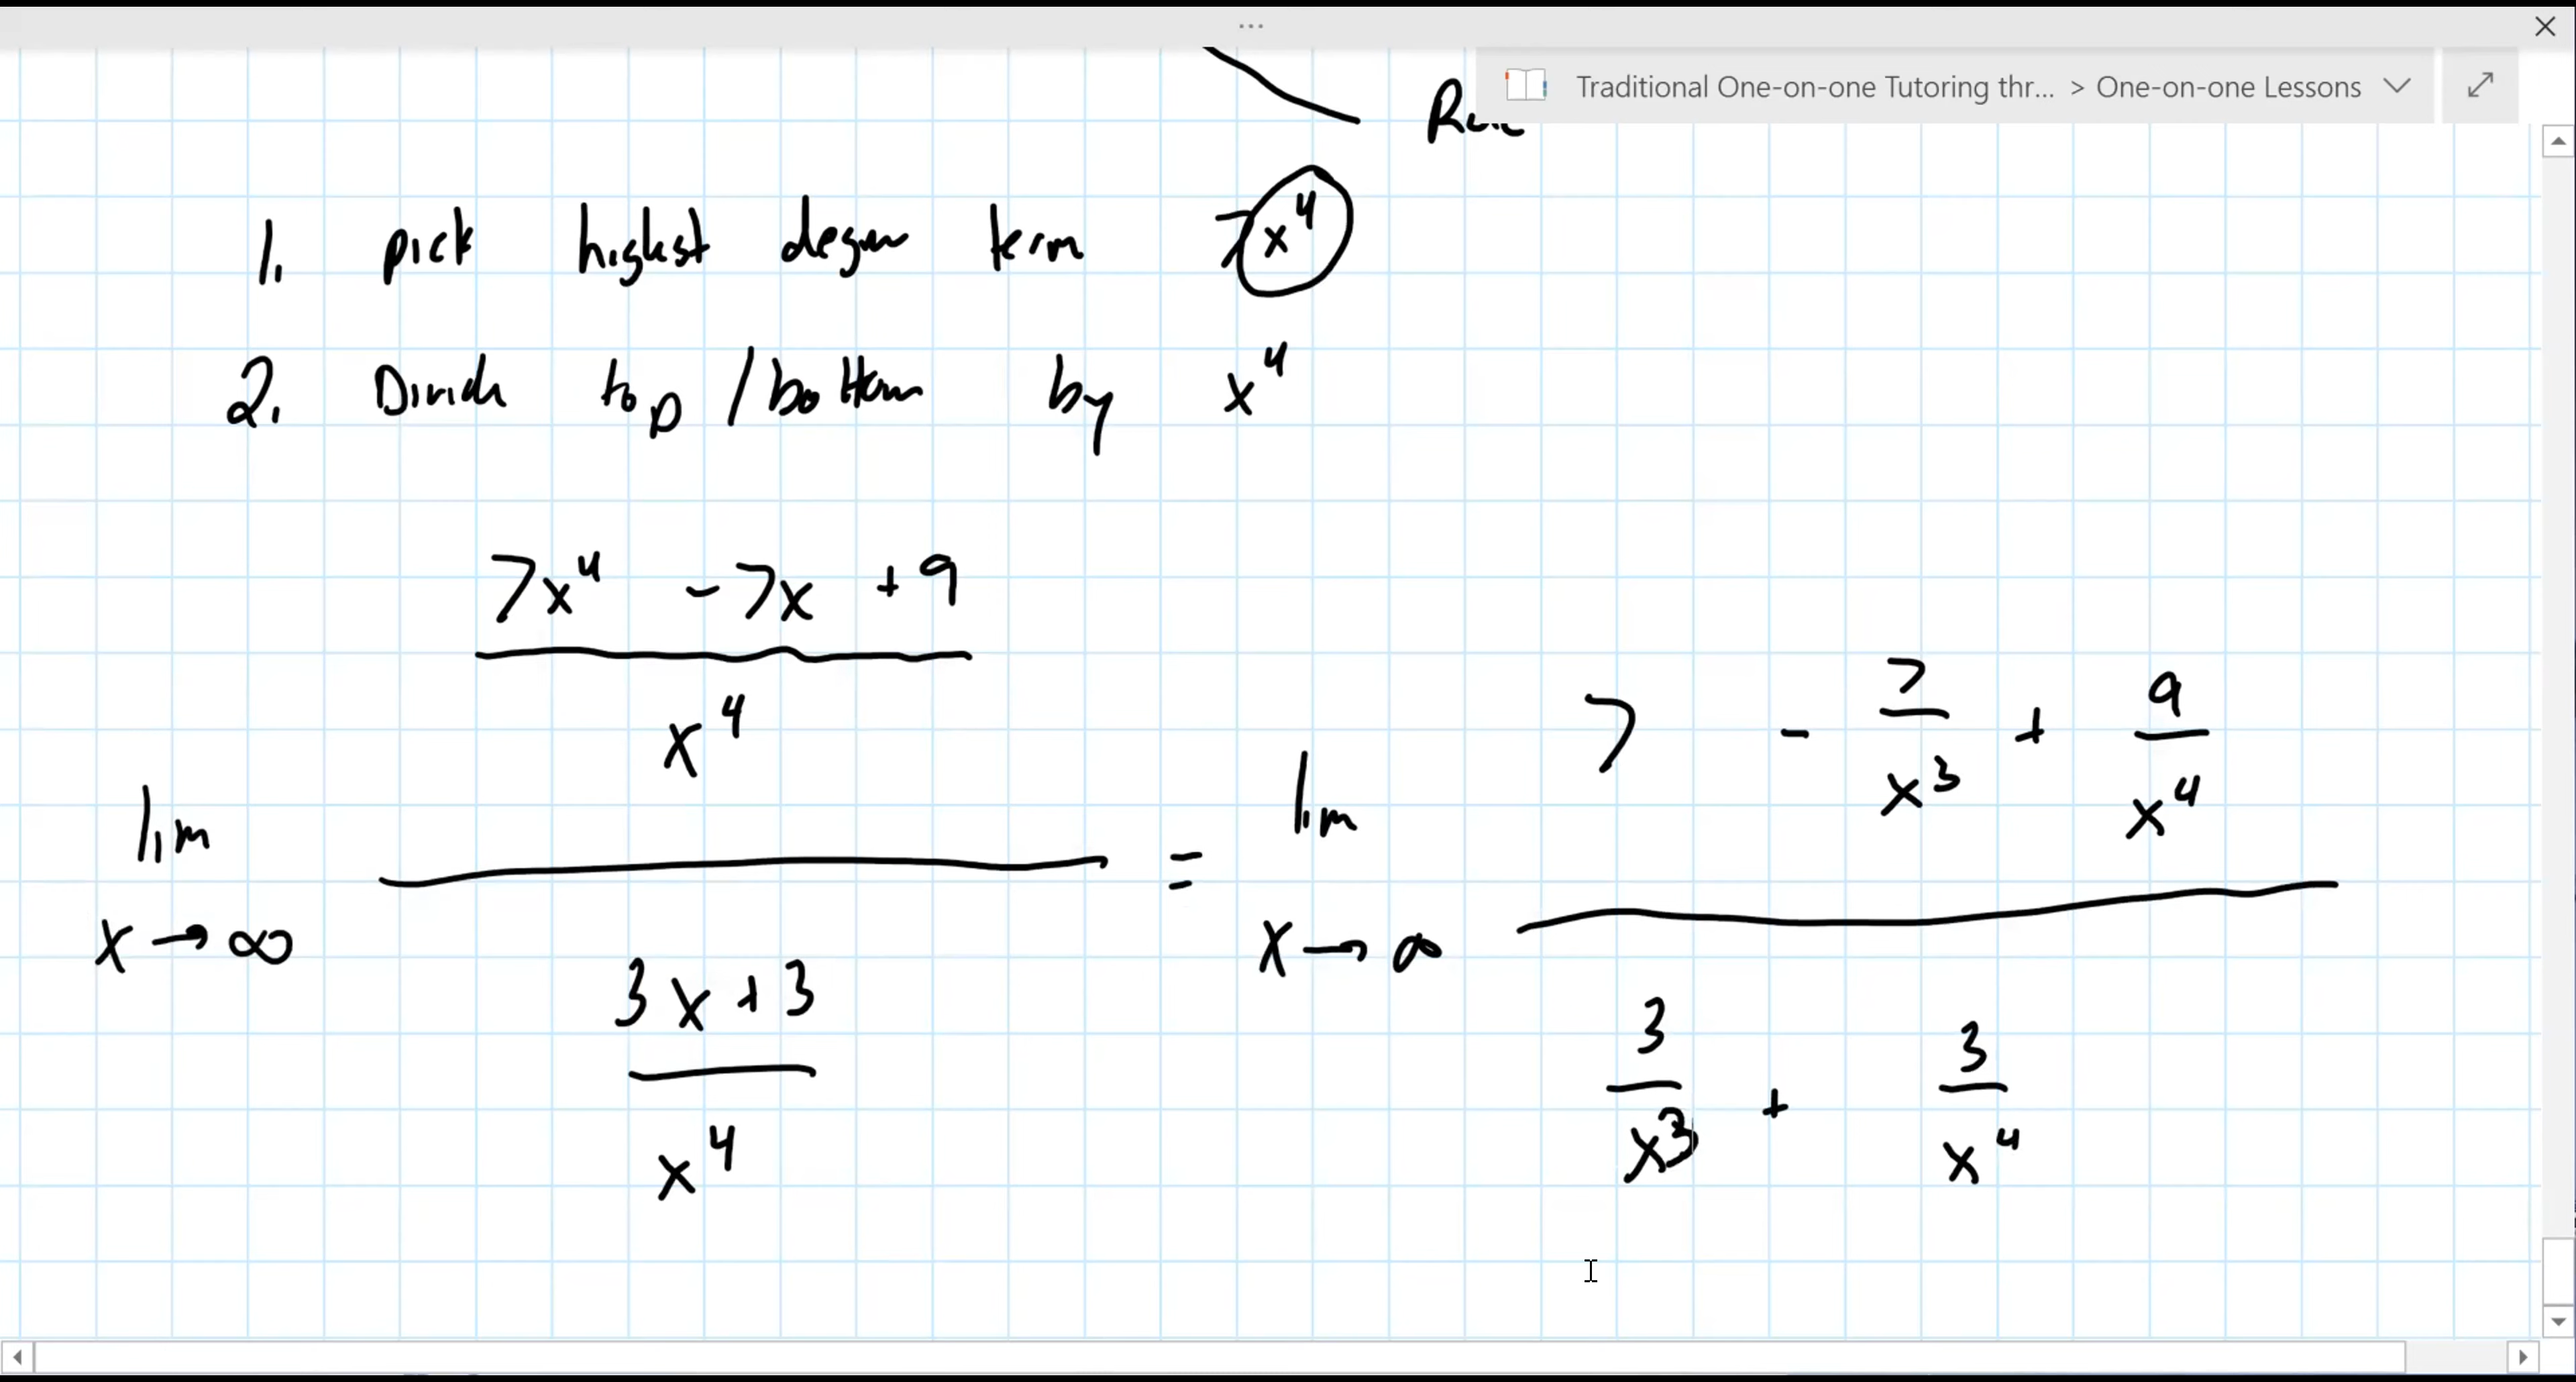 ...
Traditional One-on-one Tutoring thr... > One-on-one Lessons
1. pick highest degree term 7x⁴
2. Divide top/bottom by x⁴
7x⁴ - 7x + 9
x⁴
lim
x → ∞
3x + 3
x⁴
=
lim
x → ∞
7 - 7/x³ + 9/x⁴
3/x³ + 3/x⁴